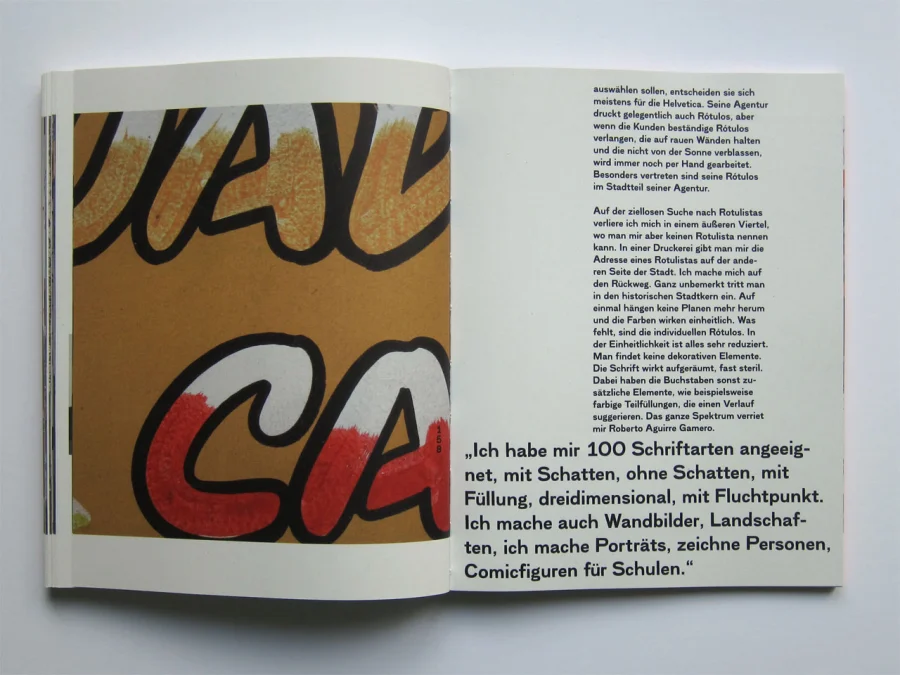 UAD
CA
158
auswählen sollen, entscheiden sie sich
meistens für die Helvetica. Seine Agentur
druckt gelegentlich auch Rótulos, aber
wenn die Kunden beständige Rótulos
verlangen, die auf rauen Wänden halten
und die nicht von der Sonne verblassen,
wird immer noch per Hand gearbeitet.
Besonders vertreten sind seine Rótulos
im Stadtteil seiner Agentur.
Auf der ziellosen Suche nach Rotulistas
verliere ich mich in einem äußeren Viertel,
wo man mir aber keinen Rotulista nennen
kann. In einer Druckerei gibt man mir die
Adresse eines Rotulistas auf der ande-
ren Seite der Stadt. Ich mache mich auf
den Rückweg. Ganz unbemerkt tritt man
in den historischen Stadtkern ein. Auf
einmal hängen keine Planen mehr herum
und die Farben wirken einheitlich. Was
fehlt, sind die individuellen Rótulos. In
der Einheitlichkeit ist alles sehr reduziert.
Man findet keine dekorativen Elemente.
Die Schrift wirkt aufgeräumt, fast steril.
Dabei haben die Buchstaben sonst zu-
sätzliche Elemente, wie beispielsweise
farbige Teilfüllungen, die einen Verlauf
suggerieren. Das ganze Spektrum verriet
mir Roberto Aguirre Gamero.
„Ich habe mir 100 Schriftarten angeeig-
net, mit Schatten, ohne Schatten, mit
Füllung, dreidimensional, mit Fluchtpunkt.
Ich mache auch Wandbilder, Landschaf-
ten, ich mache Porträts, zeichne Personen,
Comicfiguren für Schulen.“